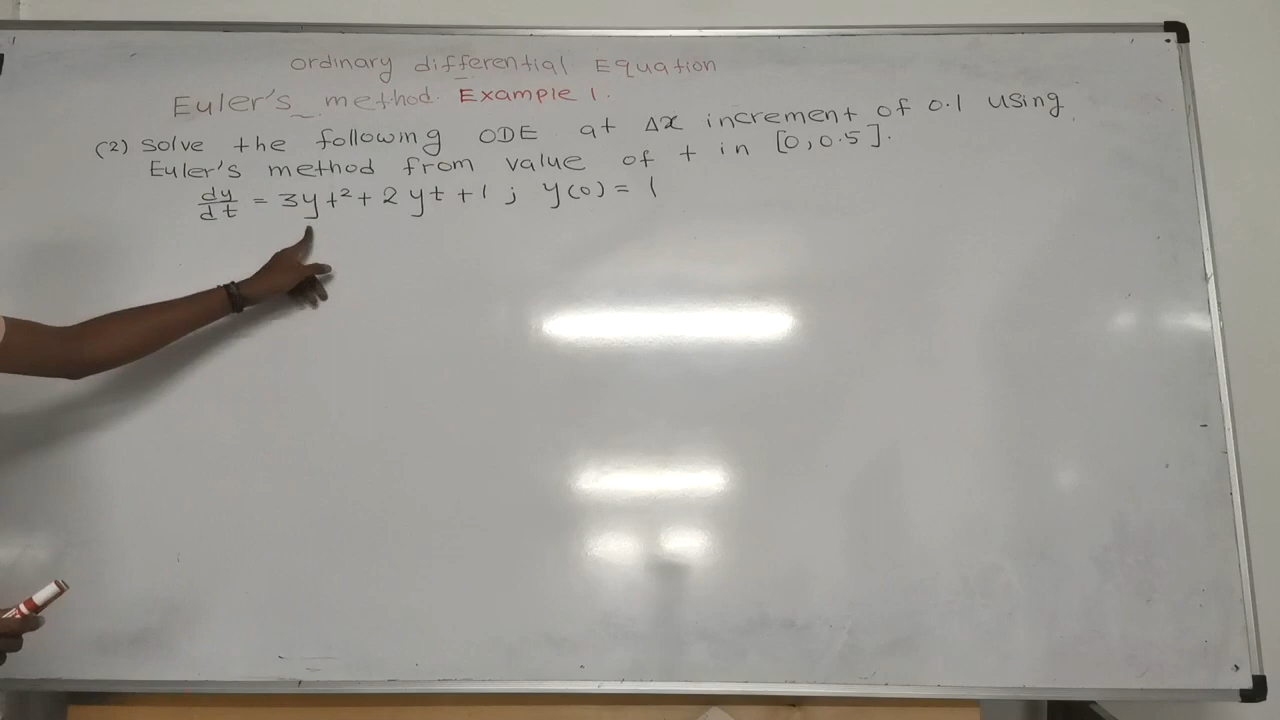 ordinary differential Equation
Euler's method. Example 1.
(2) Solve the following ODE at Δx increment of 0.1 using
Euler's method from value of t in [0, 0.5].
dy/dt = 3yt² + 2yt + 1 ; y(0) = 1